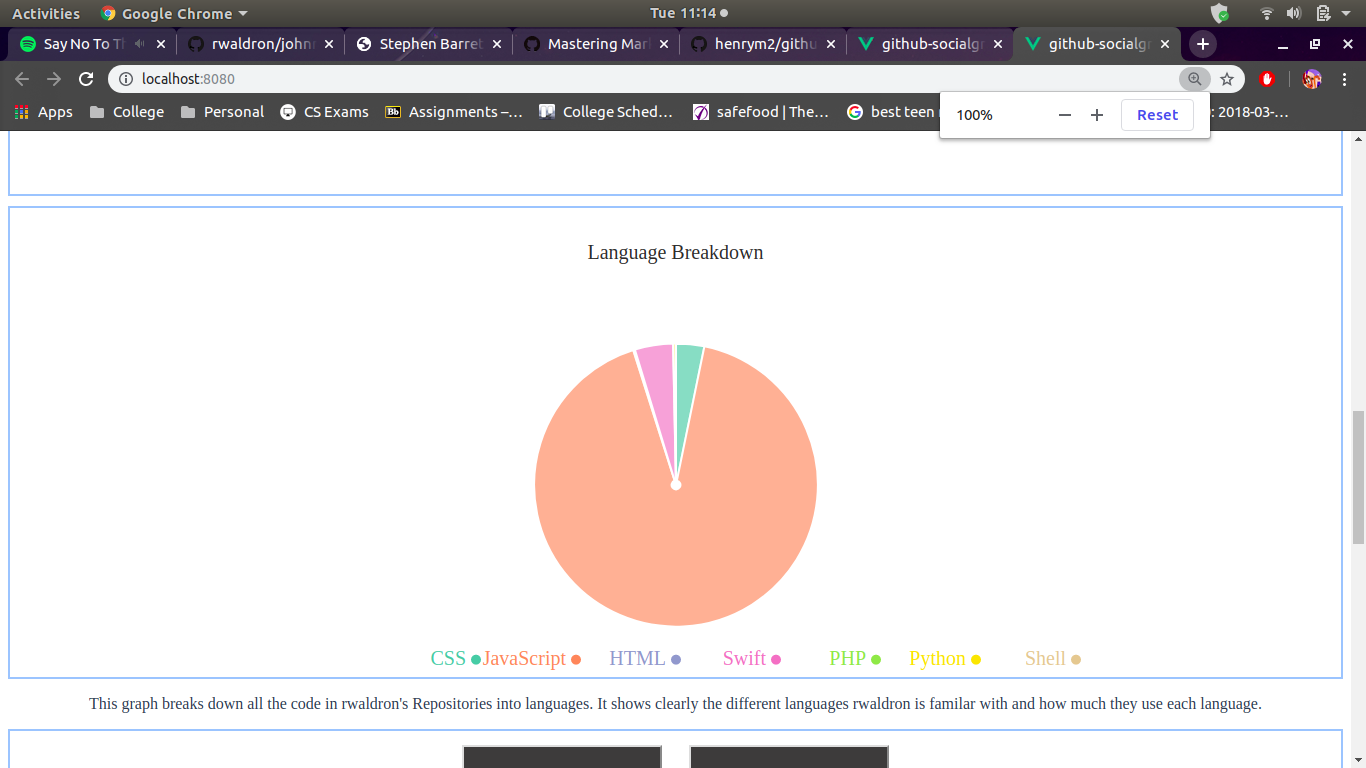 Activities Google Chrome Tue 11:14
Say No To Th rwaldron/johnn Stephen Barret Mastering Mar henrym2/githu github-socialgr github-socialgr
localhost:8080
Apps College Personal CS Exams Bb Assignments –… College Sched… safefood | The… best teen : 2018-03-…
100% Reset
Language Breakdown
CSS JavaScript HTML Swift PHP Python Shell
This graph breaks down all the code in rwaldron's Repositories into languages. It shows clearly the different languages rwaldron is familar with and how much they use each language.